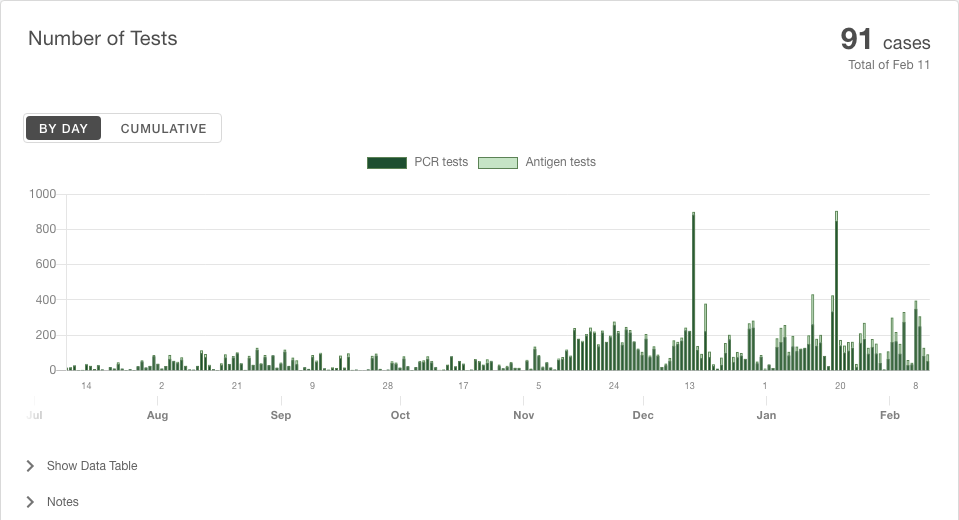 Number of Tests
91 cases
Total of Feb 11
BY DAY CUMULATIVE
PCR tests Antigen tests
1000
800
600
400
200
0
14 2 21 9 28 17 5 24 13 1 20 8
Jul Aug Sep Oct Nov Dec Jan Feb
Show Data Table
Notes